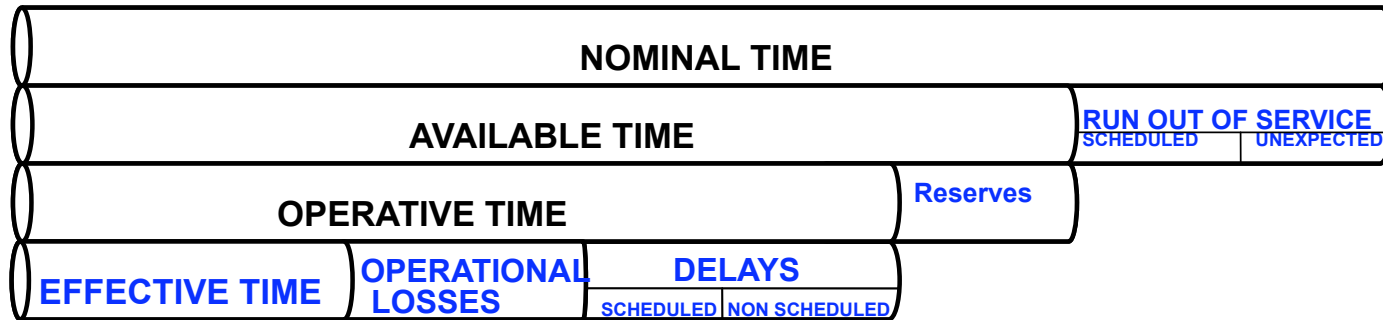 NOMINAL TIME
AVAILABLE TIME
RUN OUT OF SERVICE
SCHEDULED UNEXPECTED
OPERATIVE TIME
Reserves
EFFECTIVE TIME
OPERATIONAL
LOSSES
DELAYS
SCHEDULED NON SCHEDULED